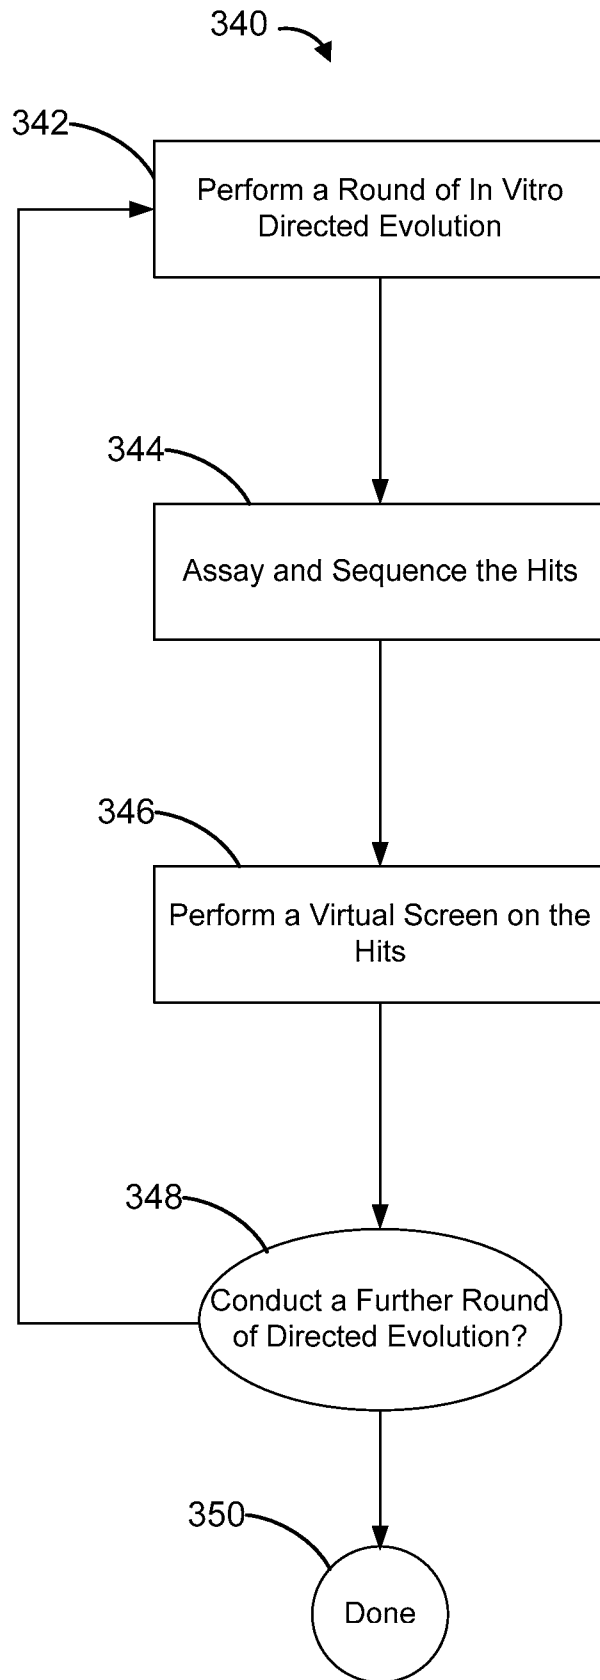 340
342
Perform a Round of In Vitro
Directed Evolution
344
Assay and Sequence the Hits
346
Perform a Virtual Screen on the
Hits
348
Conduct a Further Round
of Directed Evolution?
350
Done